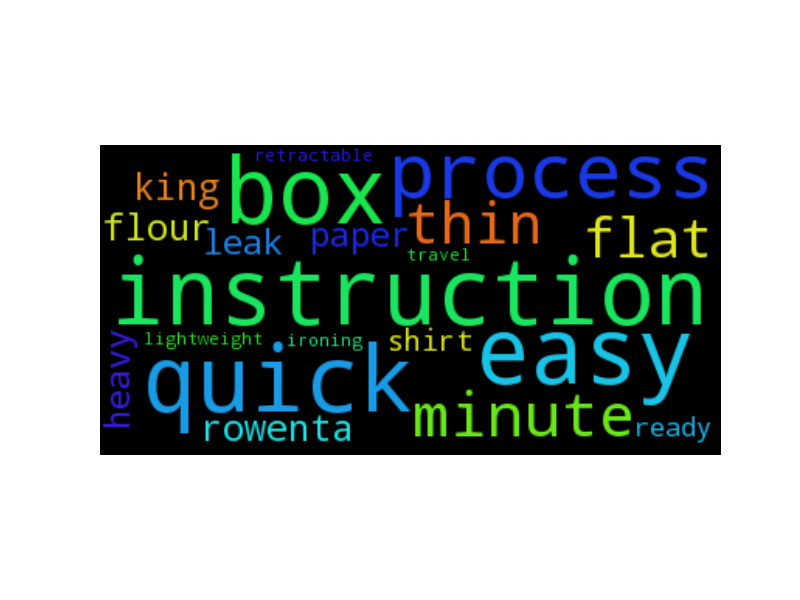 retractable
king box process
flour leak paper thin flat
travel
instruction
heavy lightweight ironing shirt easy
quick minute
rowenta ready